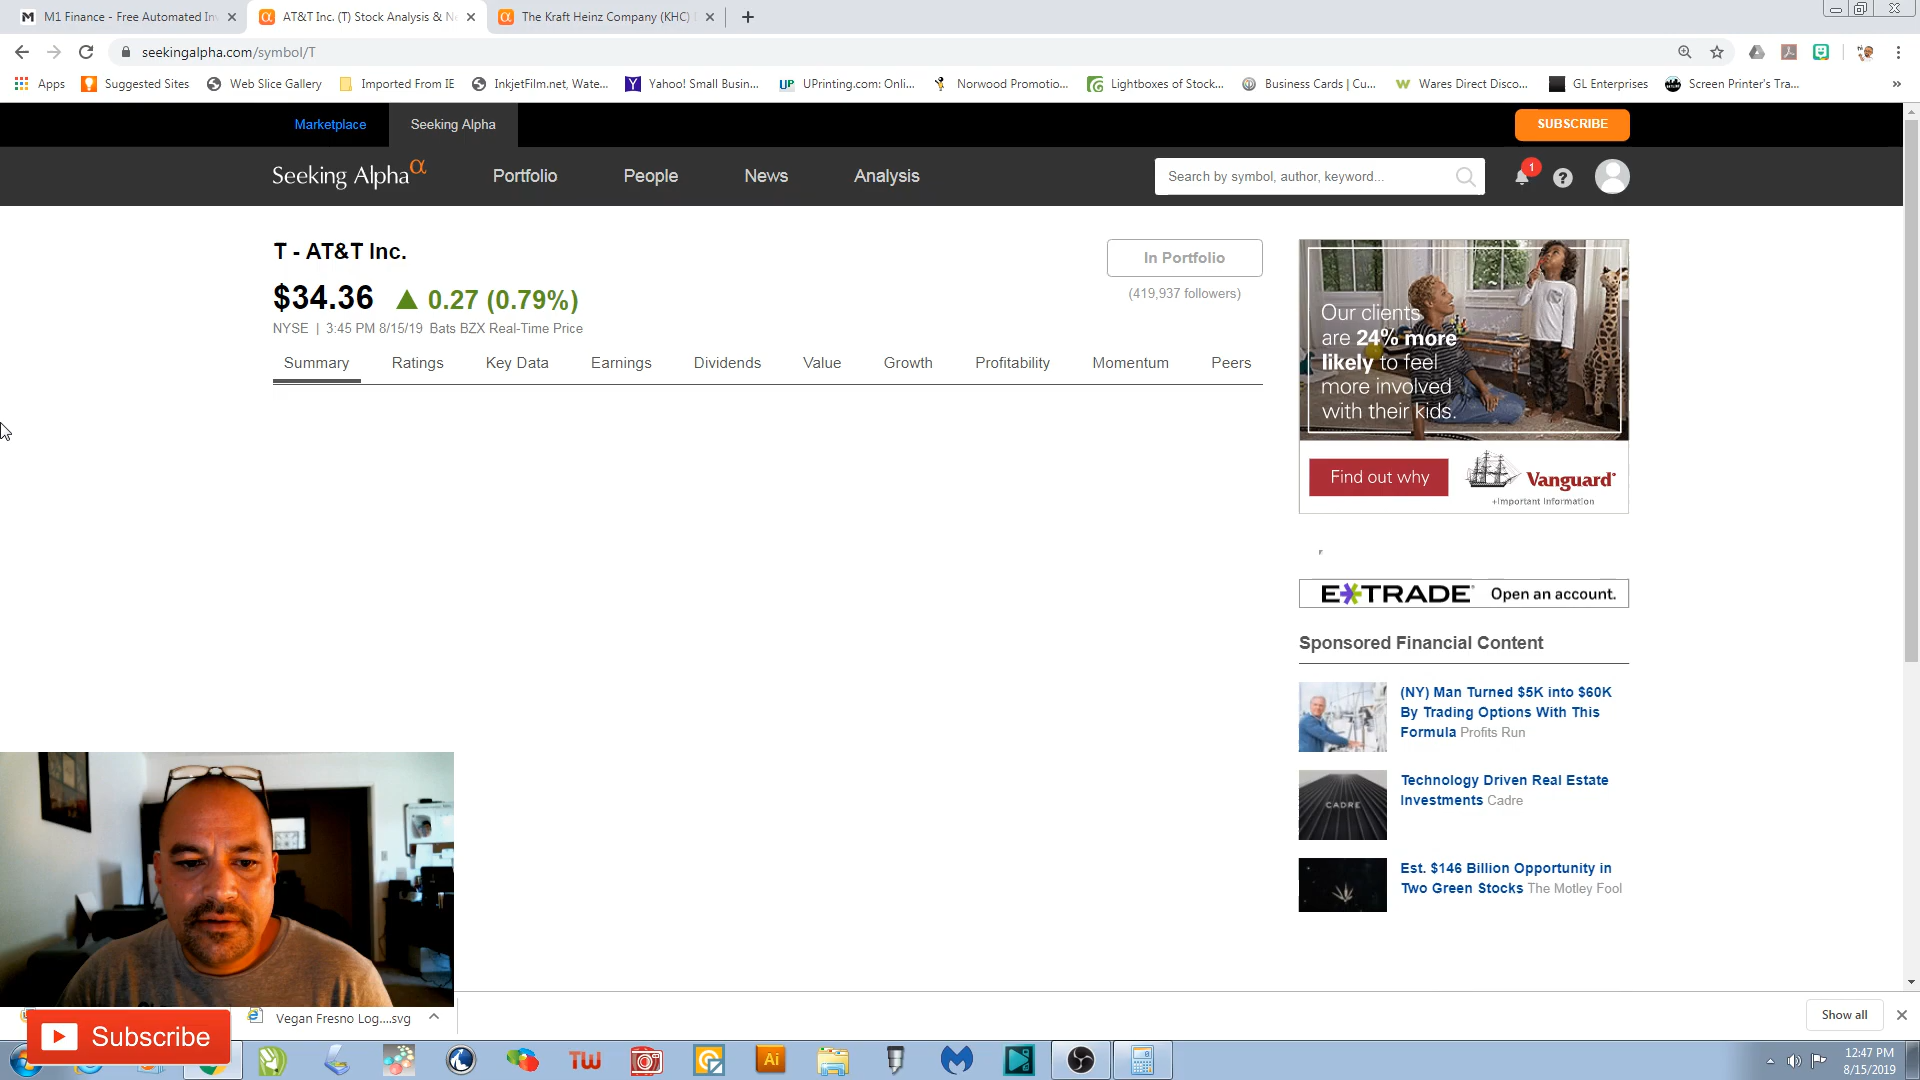 M1 Finance - Free Automated In
AT&T Inc. (T) Stock Analysis & N
The Kraft Heinz Company (KHC)
seekingalpha.com/symbol/T
Apps
Suggested Sites
Web Slice Gallery
Imported From IE
InkjetFilm.net, Wate...
Yahoo! Small Busin...
UPrinting.com: Onli...
Norwood Promotio...
Lightboxes of Stock...
Business Cards | Cu...
Wares Direct Disco...
GL Enterprises
Screen Printer's Tra...
Marketplace
Seeking Alpha
SUBSCRIBE
Seeking Alpha α
Portfolio
People
News
Analysis
Search by symbol, author, keyword...
1
T - AT&T Inc.
In Portfolio
$34.36 ▲ 0.27 (0.79%)
(419,937 followers)
NYSE | 3:45 PM 8/15/19 Bats BZX Real-Time Price
Summary
Ratings
Key Data
Earnings
Dividends
Value
Growth
Profitability
Momentum
Peers
Our clients
are 24% more
likely to feel
more involved
with their kids.
Find out why
Vanguard
+Important Information
E*TRADE Open an account.
Sponsored Financial Content
(NY) Man Turned $5K into $60K
By Trading Options With This
Formula Profits Run
CADRE
Technology Driven Real Estate
Investments Cadre
Est. $146 Billion Opportunity in
Two Green Stocks The Motley Fool
Vegan Fresno Log....svg
Show all
Subscribe
TW
Ai
12:47 PM
8/15/2019